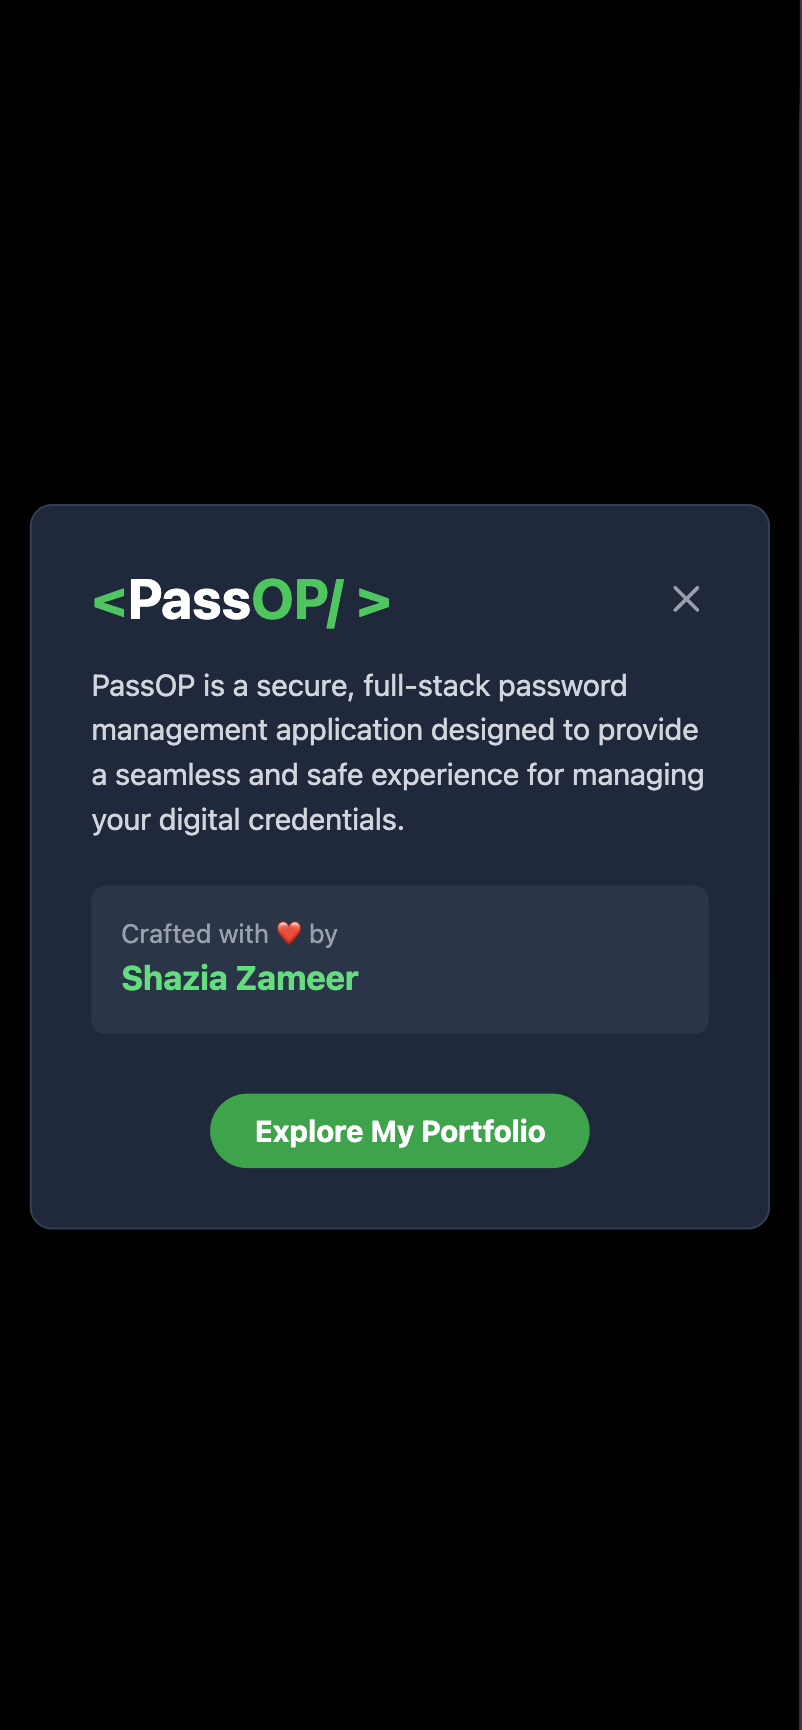 <PassOP/ >
PassOP is a secure, full-stack password
management application designed to provide
a seamless and safe experience for managing
your digital credentials.
Crafted with ❤️ by
Shazia Zameer
Explore My Portfolio